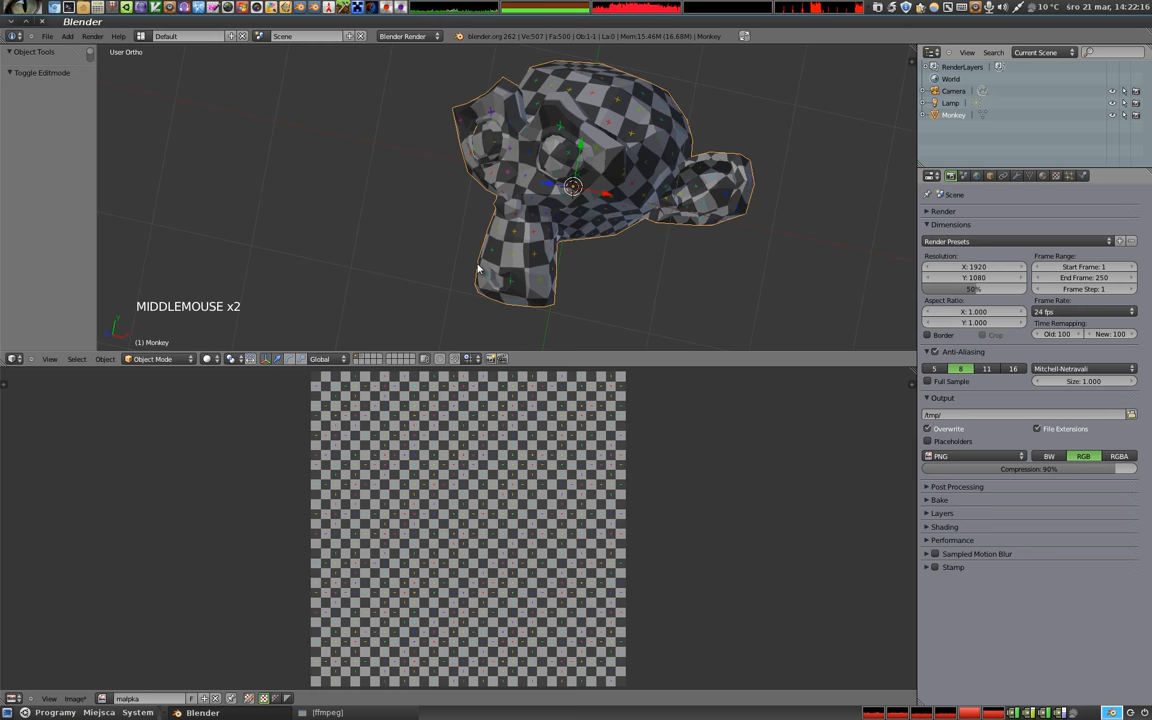 10 °C śro 21 mar, 14:22:16
Blender
File Add Render Help Default Scene Blender Render blender.org 262 | Ve:507 | Fa:500 | Ob:1-1 | La:0 | Mem:15.46M (16.68M) | Monkey
Object Tools
Toggle Editmode
User Ortho
MIDDLEMOUSE x2
(1) Monkey
View Select Object Object Mode Global
View Search Current Scene
RenderLayers
World
Camera
Lamp
Monkey
Scene
Render
Dimensions
Render Presets
Resolution: Frame Range:
X: 1920 Start Frame: 1
Y: 1080 End Frame: 250
50% Frame Step: 1
Aspect Ratio: Frame Rate:
X: 1.000 24 fps
Y: 1.000 Time Remapping:
Border Crop Old: 100 New: 100
Anti-Aliasing
5 8 11 16 Mitchell-Netravali
Full Sample Size: 1.000
Output
/tmp/
Overwrite File Extensions
Placeholders
PNG BW RGB RGBA
Compression: 90%
Post Processing
Bake
Layers
Shading
Performance
Sampled Motion Blur
Stamp
View Image* małpka F
Programy Miejsca System Blender [ffmpeg]